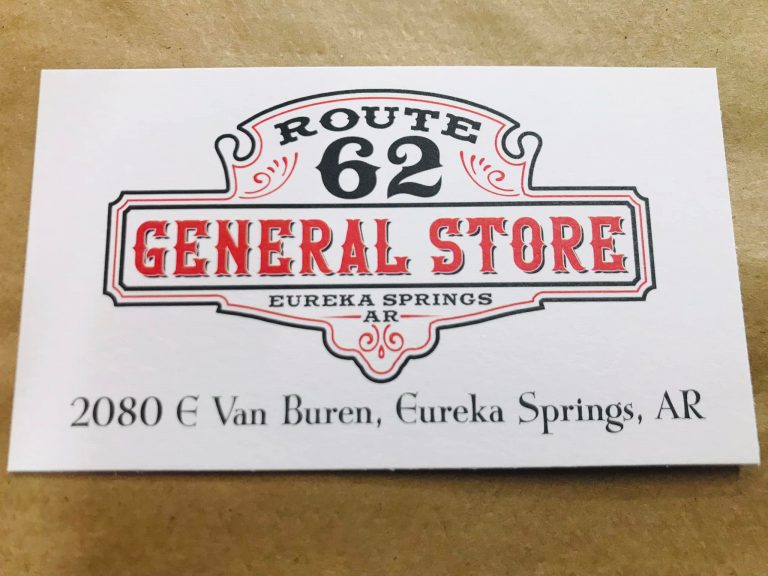 ROUTE
62
GENERAL STORE
EUREKA SPRINGS
AR
2080 E Van Buren, Eureka Springs, AR